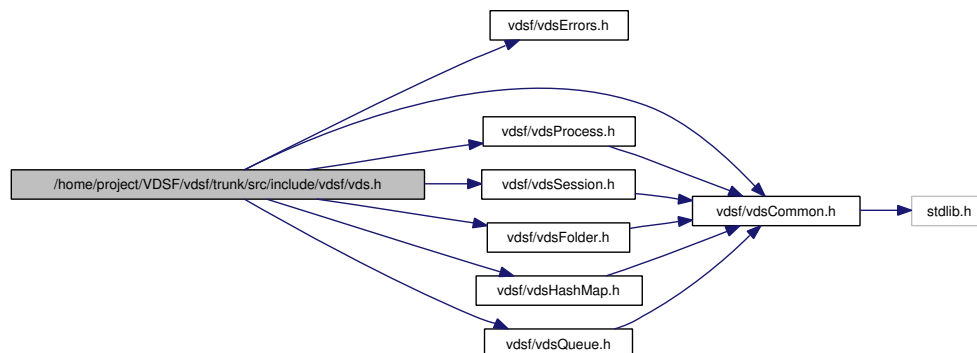 vdsf/vdsErrors.h
vdsf/vdsProcess.h
/home/project/VDSF/vdsf/trunk/src/include/vdsf/vds.h
vdsf/vdsSession.h
vdsf/vdsCommon.h
stdlib.h
vdsf/vdsFolder.h
vdsf/vdsHashMap.h
vdsf/vdsQueue.h